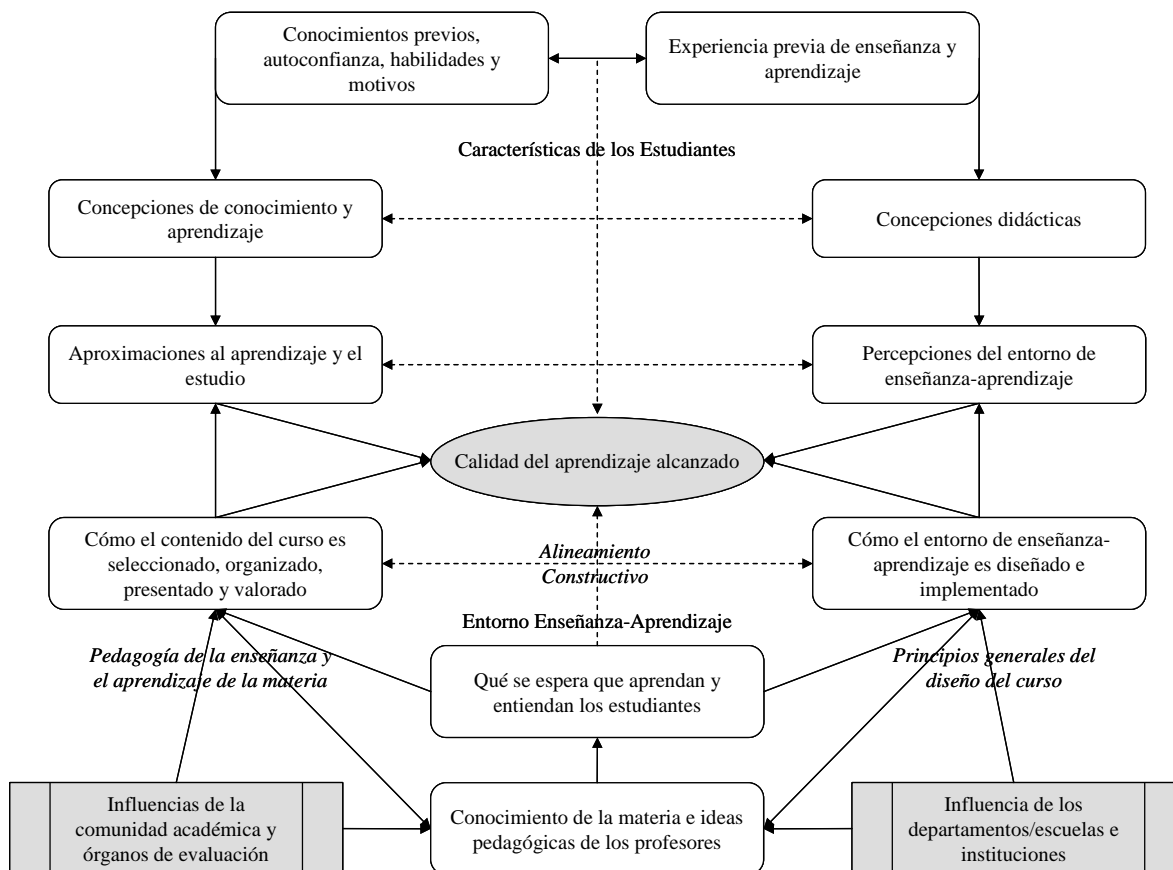 Conocimientos previos,
autoconfianza, habilidades y
motivos
Experiencia previa de enseñanza y
aprendizaje
Características de los Estudiantes
Concepciones de conocimiento y
aprendizaje
Concepciones didácticas
Aproximaciones al aprendizaje y el
estudio
Percepciones del entorno de
enseñanza-aprendizaje
Calidad del aprendizaje alcanzado
Cómo el contenido del curso es
seleccionado, organizado,
presentado y valorado
Alineamiento
Constructivo
Cómo el entorno de enseñanza-
aprendizaje es diseñado e
implementado
Entorno Enseñanza-Aprendizaje
Pedagogía de la enseñanza y
el aprendizaje de la materia
Qué se espera que aprendan y
entiendan los estudiantes
Principios generales del
diseño del curso
Influencias de la
comunidad académica y
órganos de evaluación
Conocimiento de la materia e ideas
pedagógicas de los profesores
Influencia de los
departamentos/escuelas e
instituciones